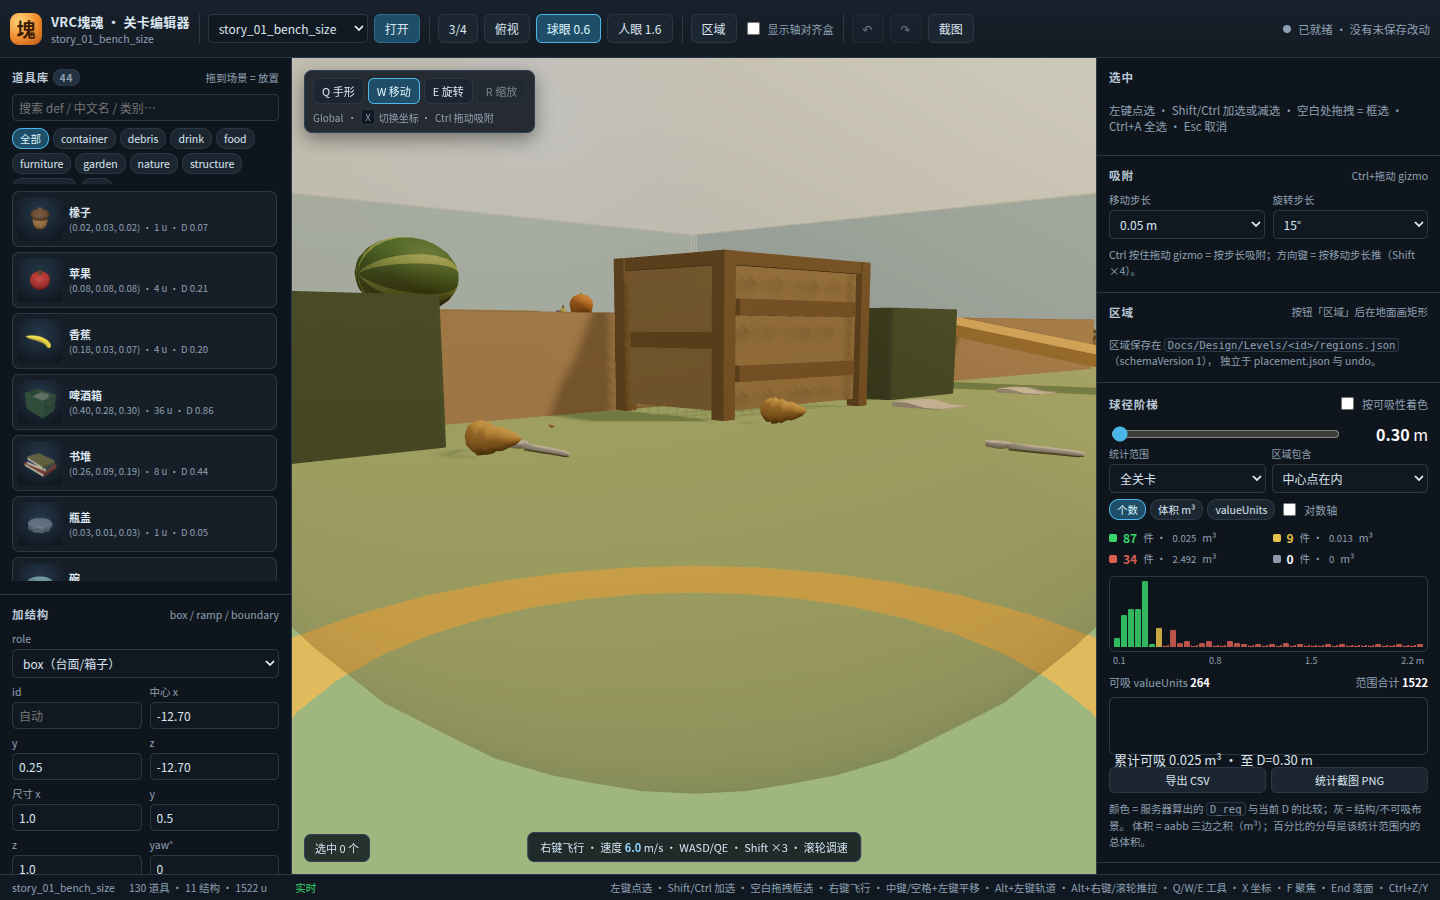 塊 VRC塊魂 · 关卡编辑器
story_01_bench_size
story_01_bench_size 打开 3/4 俯视 球眼 0.6 人眼 1.6 区域 显示轴对齐盒 ↶ ↷ 截图
已就绪 · 没有未保存改动
道具库 44 拖到场景 = 放置
搜索 def / 中文名 / 类别…
全部 container debris drink food
furniture garden nature structure
橡子
(0.02, 0.03, 0.02) · 1 u · D 0.07
苹果
(0.08, 0.08, 0.08) · 4 u · D 0.21
香蕉
(0.18, 0.03, 0.07) · 4 u · D 0.20
啤酒箱
(0.40, 0.28, 0.30) · 36 u · D 0.86
书堆
(0.26, 0.09, 0.19) · 8 u · D 0.44
瓶盖
(0.03, 0.01, 0.03) · 1 u · D 0.05
碗
加结构 box / ramp / boundary
role
box（台面/箱子）
id 中心 x
自动 -12.70
y z
0.25 -12.70
尺寸 x y
1.0 0.5
z yaw°
1.0 0
Q 手形 W 移动 E 旋转 R 缩放
Global · X 切换坐标 · Ctrl 拖动吸附
选中 0 个
右键飞行 · 速度 6.0 m/s · WASD/QE · Shift ×3 · 滚轮调速
选中
左键点选 · Shift/Ctrl 加选或减选 · 空白处拖拽 = 框选 ·
Ctrl+A 全选 · Esc 取消
吸附 Ctrl+拖动 gizmo
移动步长 旋转步长
0.05 m 15°
Ctrl 按住拖动 gizmo = 按步长吸附；方向键 = 按移动步长推（Shift
×4）。
区域 按钮「区域」后在地面画矩形
区域保存在 Docs/Design/Levels/<id>/regions.json
（schemaVersion 1），独立于 placement.json 与 undo。
球径阶梯 按可吸性着色
0.30 m
统计范围 区域包含
全关卡 中心点在内
个数 体积 m³ valueUnits 对数轴
87 件 · 0.025 m³ 9 件 · 0.013 m³
34 件 · 2.492 m³ 0 件 · 0 m³
0.1 0.8 1.5 2.2 m
可吸 valueUnits 264 范围合计 1522
累计可吸 0.025 m³ · 至 D=0.30 m
导出 CSV 统计截图 PNG
颜色 = 服务器算出的 D_req 与当前 D 的比较；灰 = 结构/不可吸布
景。 体积 = aabb 三边之积（m³）；百分比的分母是该统计范围内的
总体积。
story_01_bench_size 130 道具 · 11 结构 · 1522 u 实时
左键点选 · Shift/Ctrl 加选 · 空白拖拽框选 · 右键飞行 · 中键/空格+左键平移 · Alt+左键轨道 · Alt+右键/滚轮推拉 · Q/W/E 工具 · X 坐标 · F 聚焦 · End 落面 · Ctrl+Z/Y